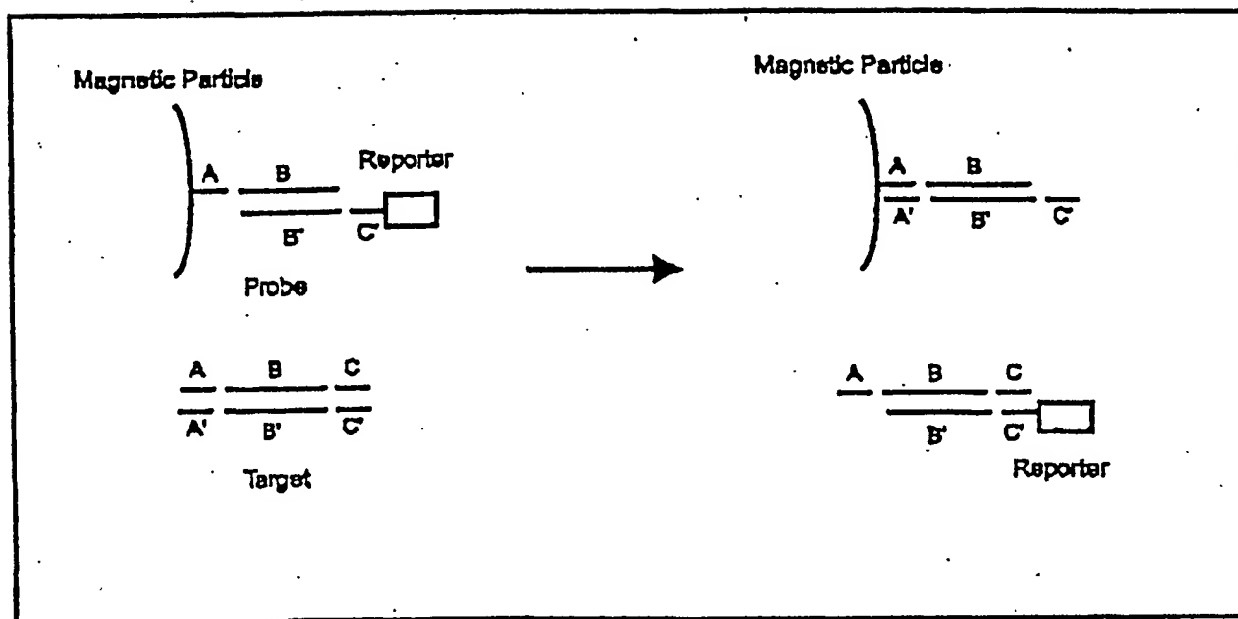 Magnetic Particle
Magnetic Particle
A B Reporter
B' C'
Probe
A B
A' B' C'
A B C
A' B' C'
Target
A B C
B' C'
Reporter